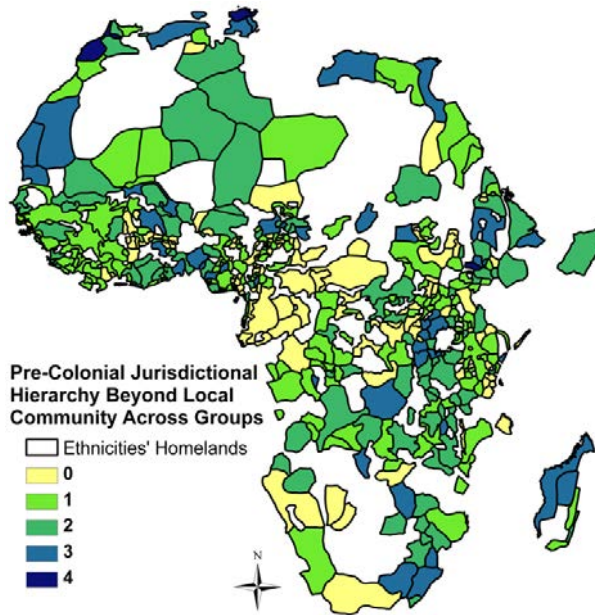 Pre-Colonial Jurisdictional
Hierarchy Beyond Local
Community Across Groups
Ethnicities' Homelands
0
1
2
3
4
N